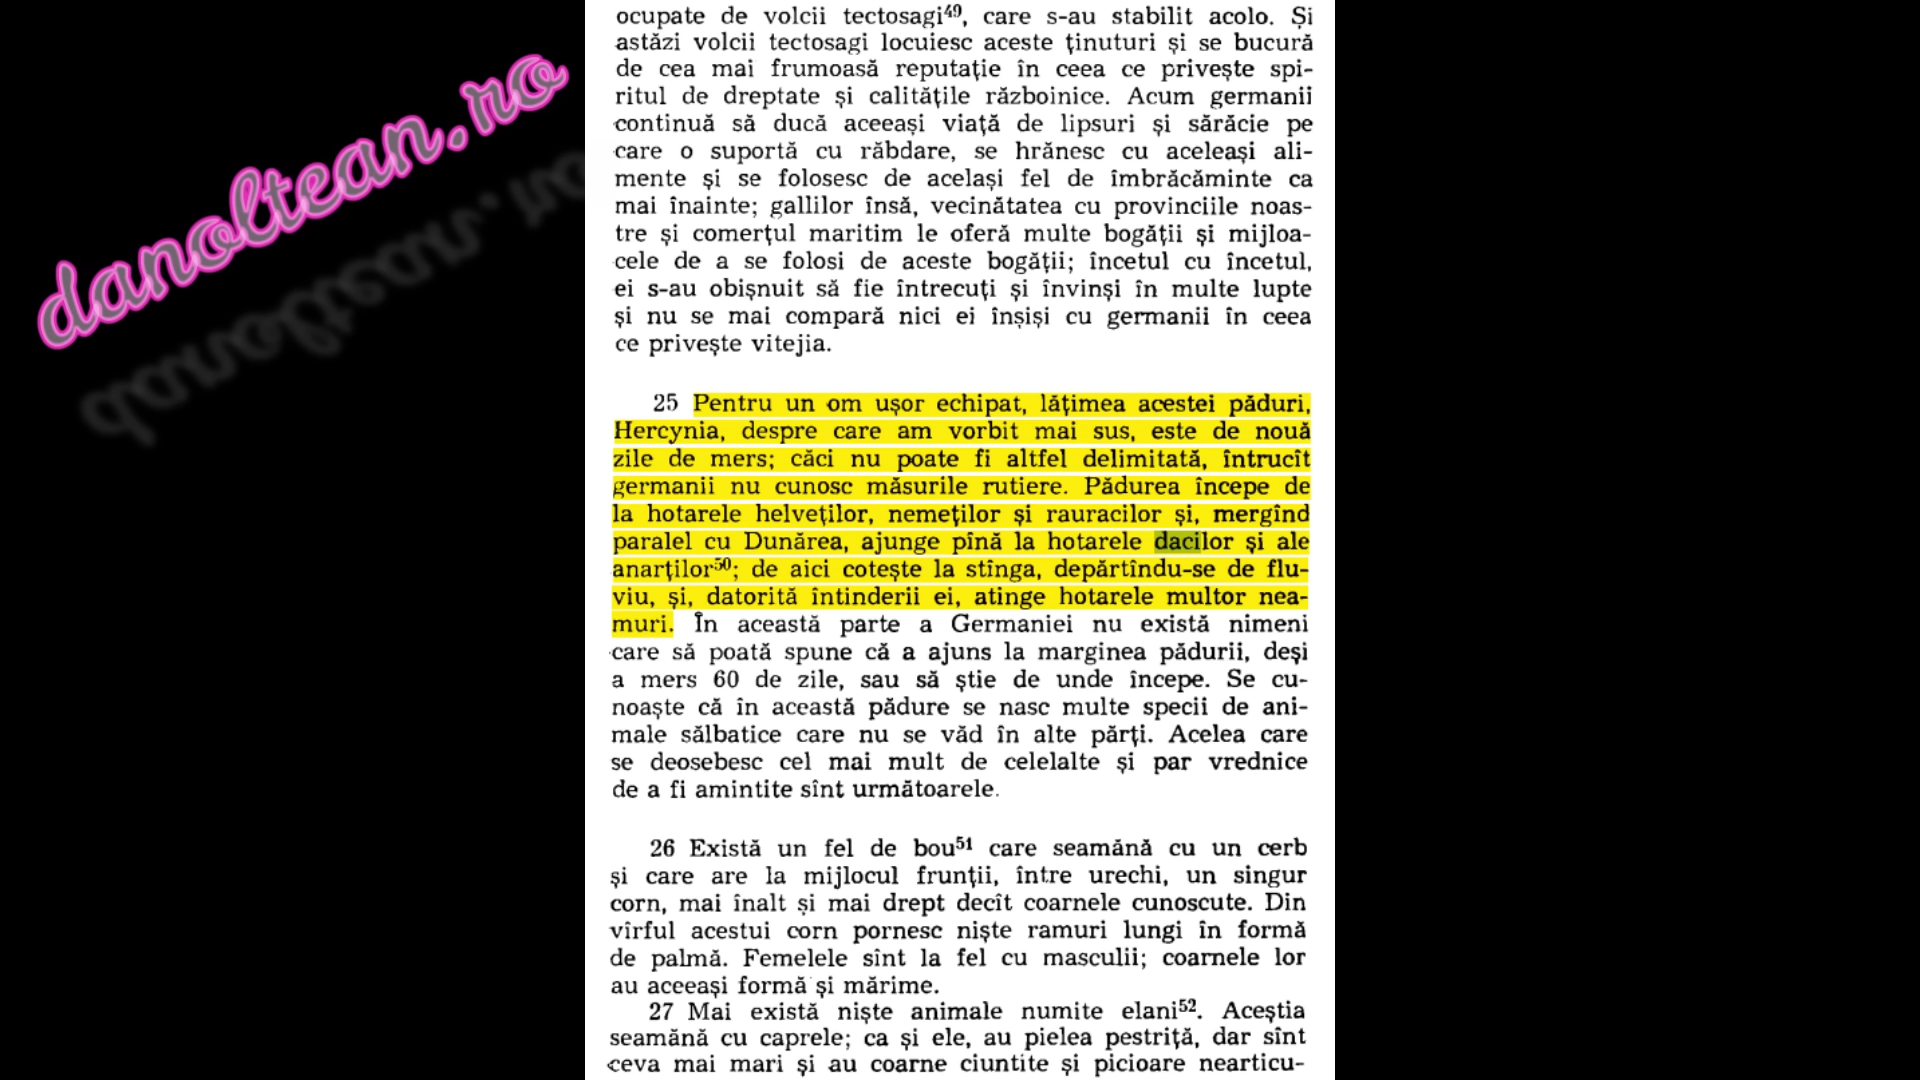 danoltean.ro
ocupate de volcii tectosagi⁴⁹, care s-au stabilit acolo. Și
astăzi volcii tectosagi locuiesc aceste ținuturi și se bucură
de cea mai frumoasă reputație în ceea ce privește spi-
ritul de dreptate și calitățile războinice. Acum germanii
continuă să ducă aceeași viață de lipsuri și sărăcie pe
care o suportă cu răbdare, se hrănesc cu aceleași ali-
mente și se folosesc de același fel de îmbrăcăminte ca
mai înainte; gallilor însă, vecinătatea cu provinciile noas-
tre și comerțul maritim le oferă multe bogății și mijloa-
cele de a se folosi de aceste bogății; încetul cu încetul,
ei s-au obișnuit să fie întrecuți și învinși în multe lupte
și nu se mai compară nici ei înșiși cu germanii în ceea
ce privește vitejia.
25 Pentru un om ușor echipat, lățimea acestei păduri,
Hercynia, despre care am vorbit mai sus, este de nouă
zile de mers; căci nu poate fi altfel delimitată, întrucît
germanii nu cunosc măsurile rutiere. Pădurea începe de
la hotarele helveților, nemeților și rauracilor și, mergînd
paralel cu Dunărea, ajunge pînă la hotarele dacilor și ale
anarților⁵⁰; de aici cotește la stînga, depărtîndu-se de flu-
viu, și, datorită întinderii ei, atinge hotarele multor nea-
muri. În această parte a Germaniei nu există nimeni
care să poată spune că a ajuns la marginea pădurii, deși
a mers 60 de zile, sau să știe de unde începe. Se cu-
noaște că în această pădure se nasc multe specii de ani-
male sălbatice care nu se văd în alte părți. Acelea care
se deosebesc cel mai mult de celelalte și par vrednice
de a fi amintite sînt următoarele.
26 Există un fel de bou⁵¹ care seamănă cu un cerb
și care are la mijlocul frunții, între urechi, un singur
corn, mai înalt și mai drept decît coarnele cunoscute. Din
vîrful acestui corn pornesc niște ramuri lungi în formă
de palmă. Femelele sînt la fel cu masculii; coarnele lor
au aceeași formă și mărime.
27 Mai există niște animale numite elani⁵². Aceștia
seamănă cu caprele; ca și ele, au pielea pestriță, dar sînt
ceva mai mari și au coarne ciuntite și picioare nearticu-